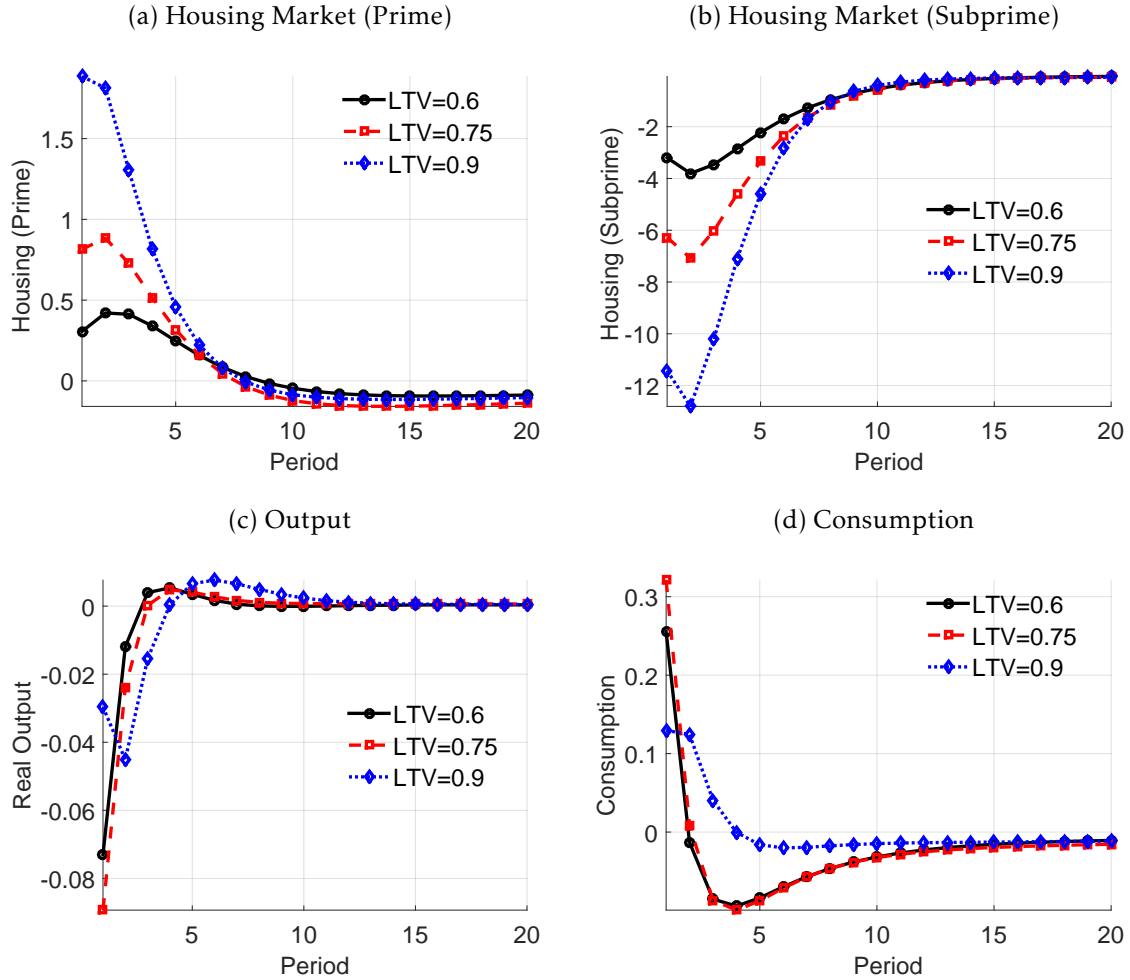 (a) Housing Market (Prime)
1.5
1
0.5
0
5
10
15
20
Housing (Prime)
Period
LTV=0.6
LTV=0.75
LTV=0.9
(b) Housing Market (Subprime)
-2
-4
-6
-8
-10
-12
5
10
15
20
Housing (Subprime)
Period
LTV=0.6
LTV=0.75
LTV=0.9
(c) Output
0
-0.02
-0.04
-0.06
-0.08
5
10
15
20
Real Output
Period
LTV=0.6
LTV=0.75
LTV=0.9
(d) Consumption
0.3
0.2
0.1
0
5
10
15
20
Consumption
Period
LTV=0.6
LTV=0.75
LTV=0.9